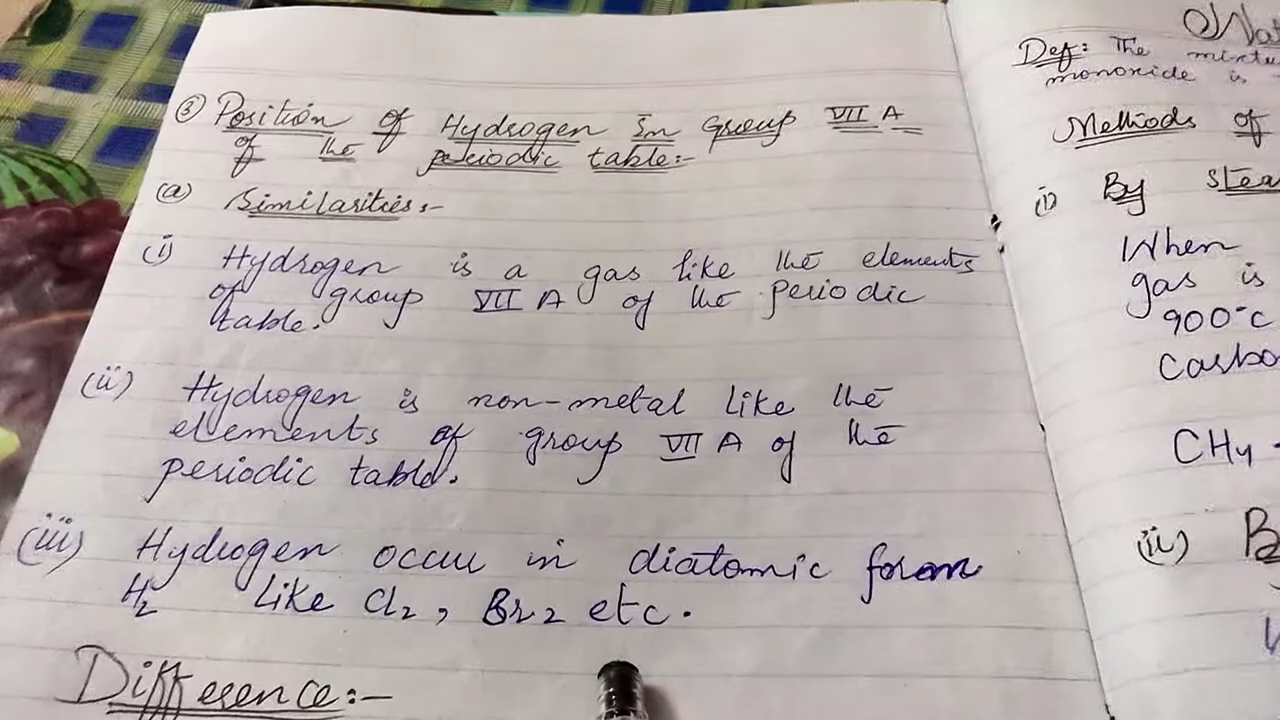 ③ Position of Hydrogen In Group VII A
of the periodic table:-
(a) Similarities:-
(i) Hydrogen is a gas like the elements
of group VII A of the periodic
table.
(ii) Hydrogen is non-metal like the
elements of group VII A of the
periodic table.
(iii) Hydrogen occur in diatomic form
H₂ like Cl₂, Br₂ etc.
Difference:-
Def: The
monoxide is
Methods of
(i) By
When
gas is
900°C
CH₄
(ii)